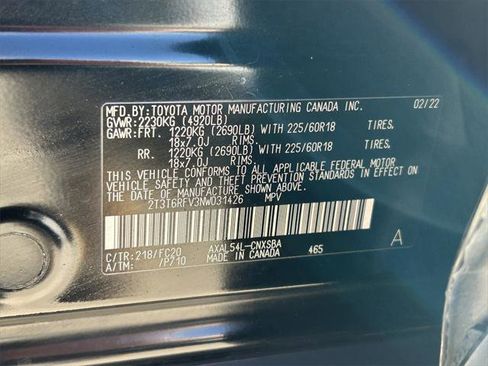 MFD. BY: TOYOTA MOTOR MANUFACTURING CANADA INC. 02/22
GVWR: 2230KG (4920LB)
GAWR: FRT. 1220KG (2690LB) WITH 225/60R18 TIRES.
18x7.0J RIMS
RR. 1220KG (2690LB) WITH 225/60R18 TIRES.
18x7.0J RIMS.
THIS VEHICLE CONFORMS TO ALL APPLICABLE FEDERAL MOTOR
VEHICLE SAFETY AND THEFT PREVENTION STANDARDS IN EFFECT ON
THE DATE OF MANUFACTURE SHOWN ABOVE.
2T3T6RFV3NW031426 MPV
C/TR: 218/FC20 AXAL54L-CNXSBA A
A/TM: /P710 MADE IN CANADA 465